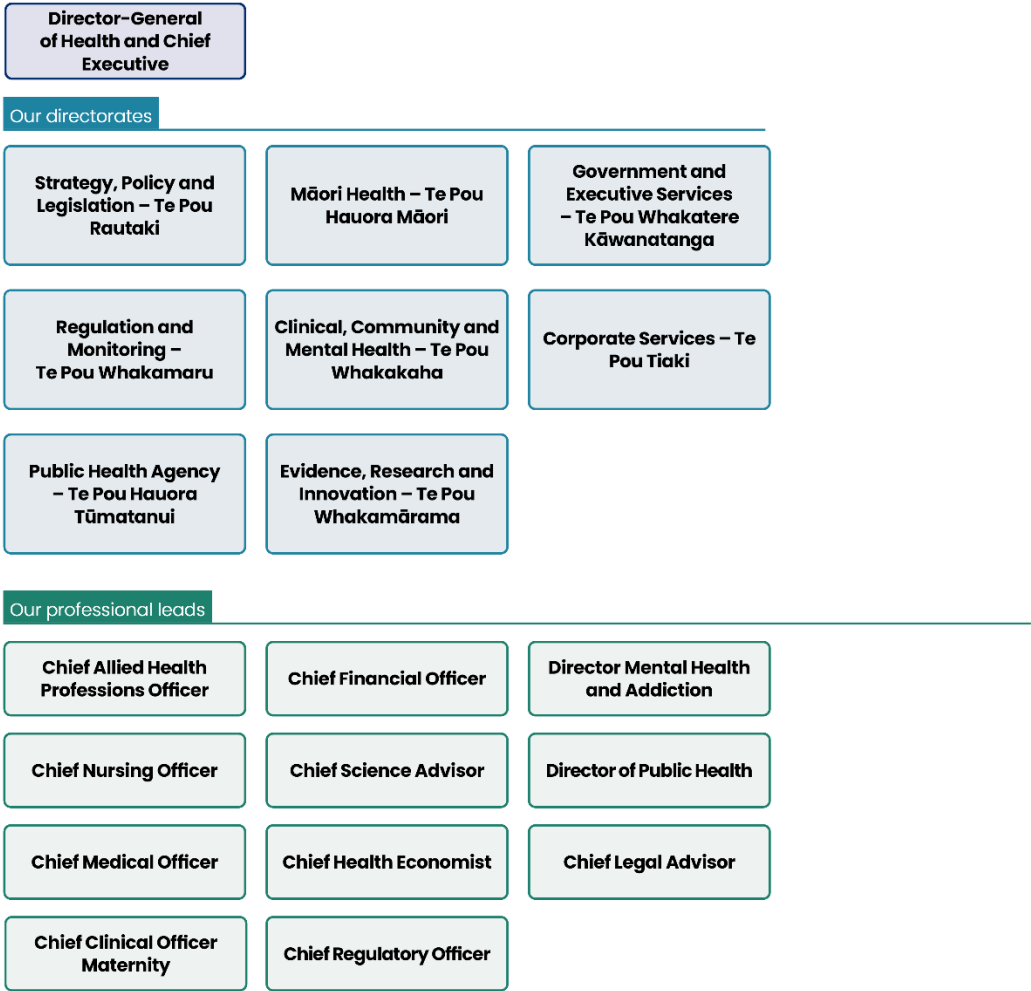 Director-General
of Health and Chief
Executive
Our directorates
Strategy, Policy and
Legislation – Te Pou
Rautaki
Māori Health – Te Pou
Hauora Māori
Government and
Executive Services
– Te Pou Whakatere
Kāwanatanga
Regulation and
Monitoring –
Te Pou Whakamaru
Clinical, Community and
Mental Health – Te Pou
Whakakaha
Corporate Services – Te
Pou Tiaki
Public Health Agency
– Te Pou Hauora
Tūmatanui
Evidence, Research and
Innovation – Te Pou
Whakamārama
Our professional leads
Chief Allied Health
Professions Officer
Chief Financial Officer
Director Mental Health
and Addiction
Chief Nursing Officer
Chief Science Advisor
Director of Public Health
Chief Medical Officer
Chief Health Economist
Chief Legal Advisor
Chief Clinical Officer
Maternity
Chief Regulatory Officer